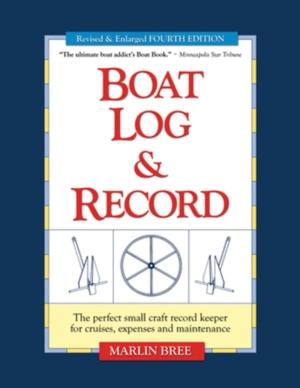 Revised & Enlarged FOURTH EDITION
"The ultimate boat addict's Boat Book." ~ Minneapolis Star Tribune
BOAT
LOG
&
RECORD
The perfect small craft record keeper
for cruises, expenses and maintenance
MARLIN BREE